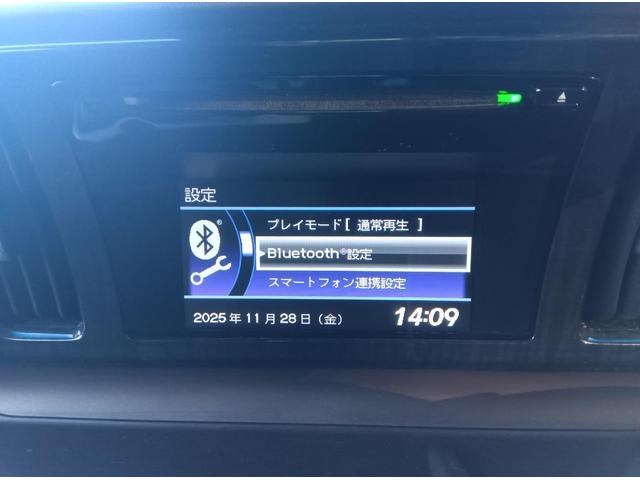 設定
プレイモード[ 通常再生 ]
Bluetooth®設定
スマートフォン連携設定
2025年11月28日（金） 14:09